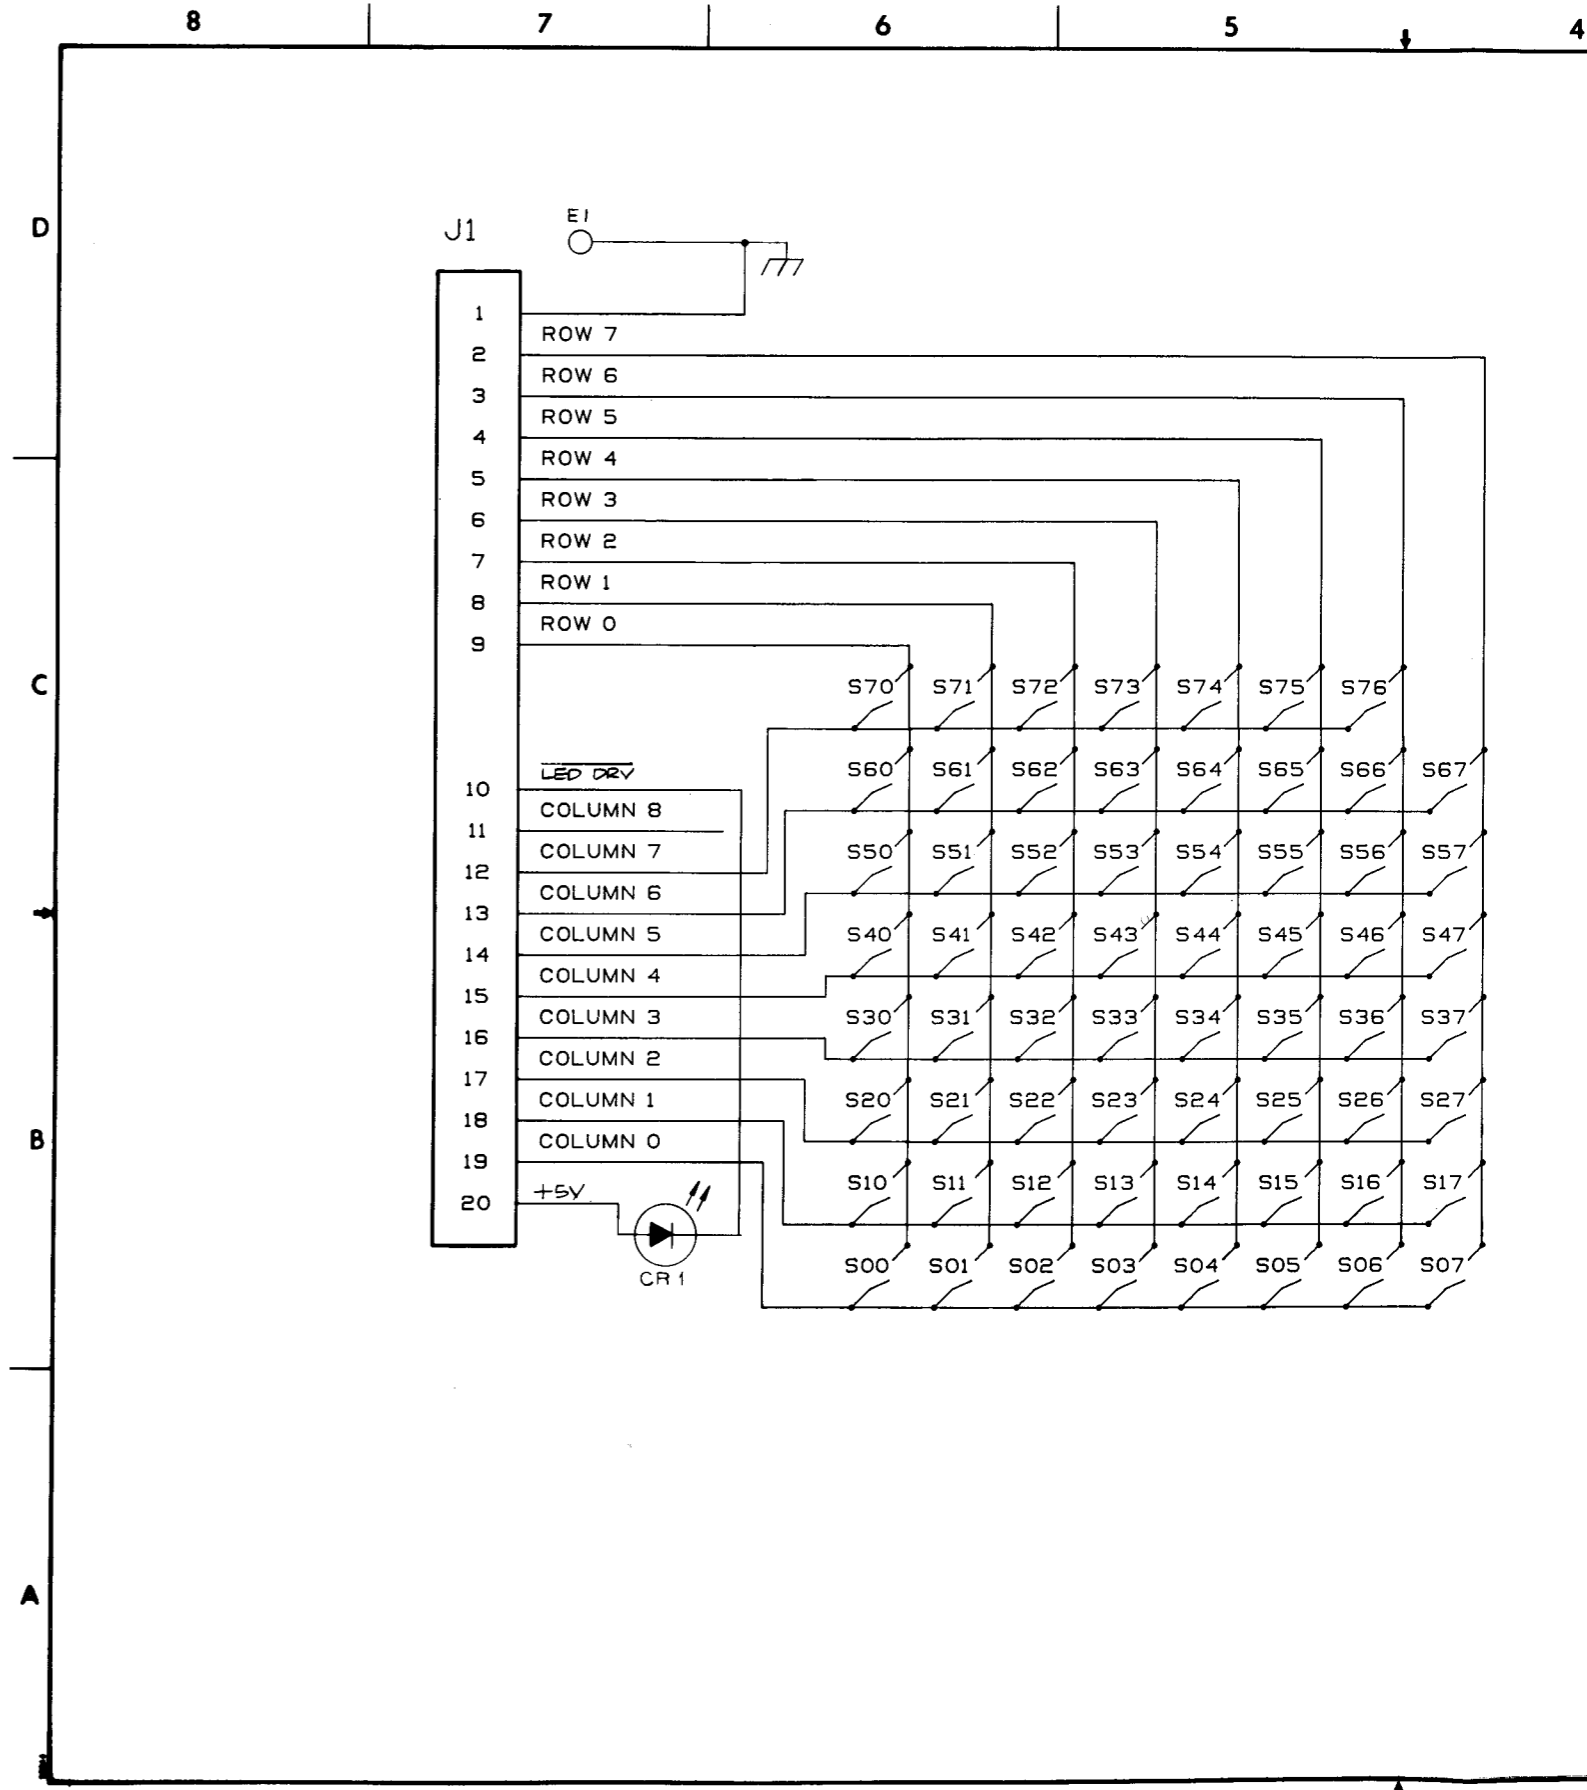 8 7 6 5 4
D
J1 E1
1
ROW 7
2
ROW 6
3
ROW 5
4
ROW 4
5
ROW 3
6
ROW 2
7
ROW 1
8
ROW 0
9
C
S70 S71 S72 S73 S74 S75 S76
LED DRV
S60 S61 S62 S63 S64 S65 S66 S67
10
COLUMN 8
11
COLUMN 7
S50 S51 S52 S53 S54 S55 S56 S57
12
COLUMN 6
13
COLUMN 5
S40 S41 S42 S43 S44 S45 S46 S47
14
COLUMN 4
15
COLUMN 3
S30 S31 S32 S33 S34 S35 S36 S37
16
COLUMN 2
17
COLUMN 1
S20 S21 S22 S23 S24 S25 S26 S27
18
B
COLUMN 0
19
S10 S11 S12 S13 S14 S15 S16 S17
+5V
20
S00 S01 S02 S03 S04 S05 S06 S07
CR1
A